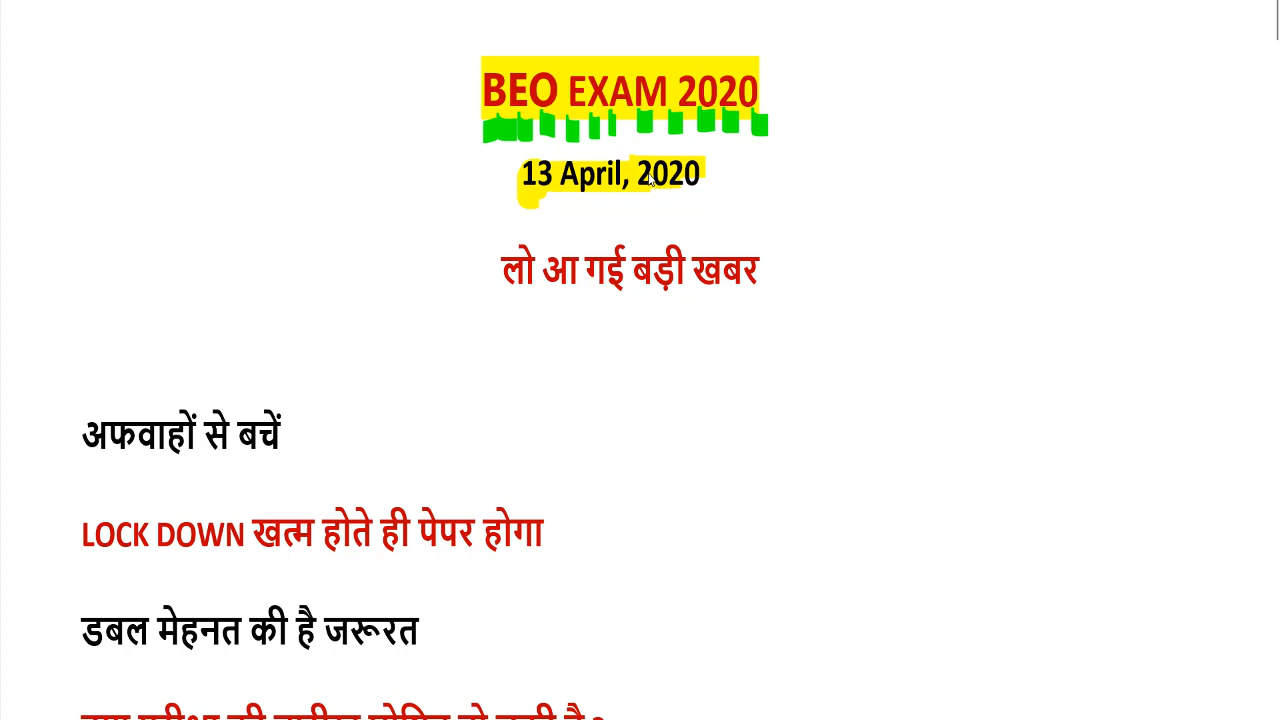 BEO EXAM 2020
13 April, 2020
लो आ गई बड़ी खबर
अफवाहों से बचें
LOCK DOWN खत्म होते ही पेपर होगा
डबल मेहनत की है जरूरत